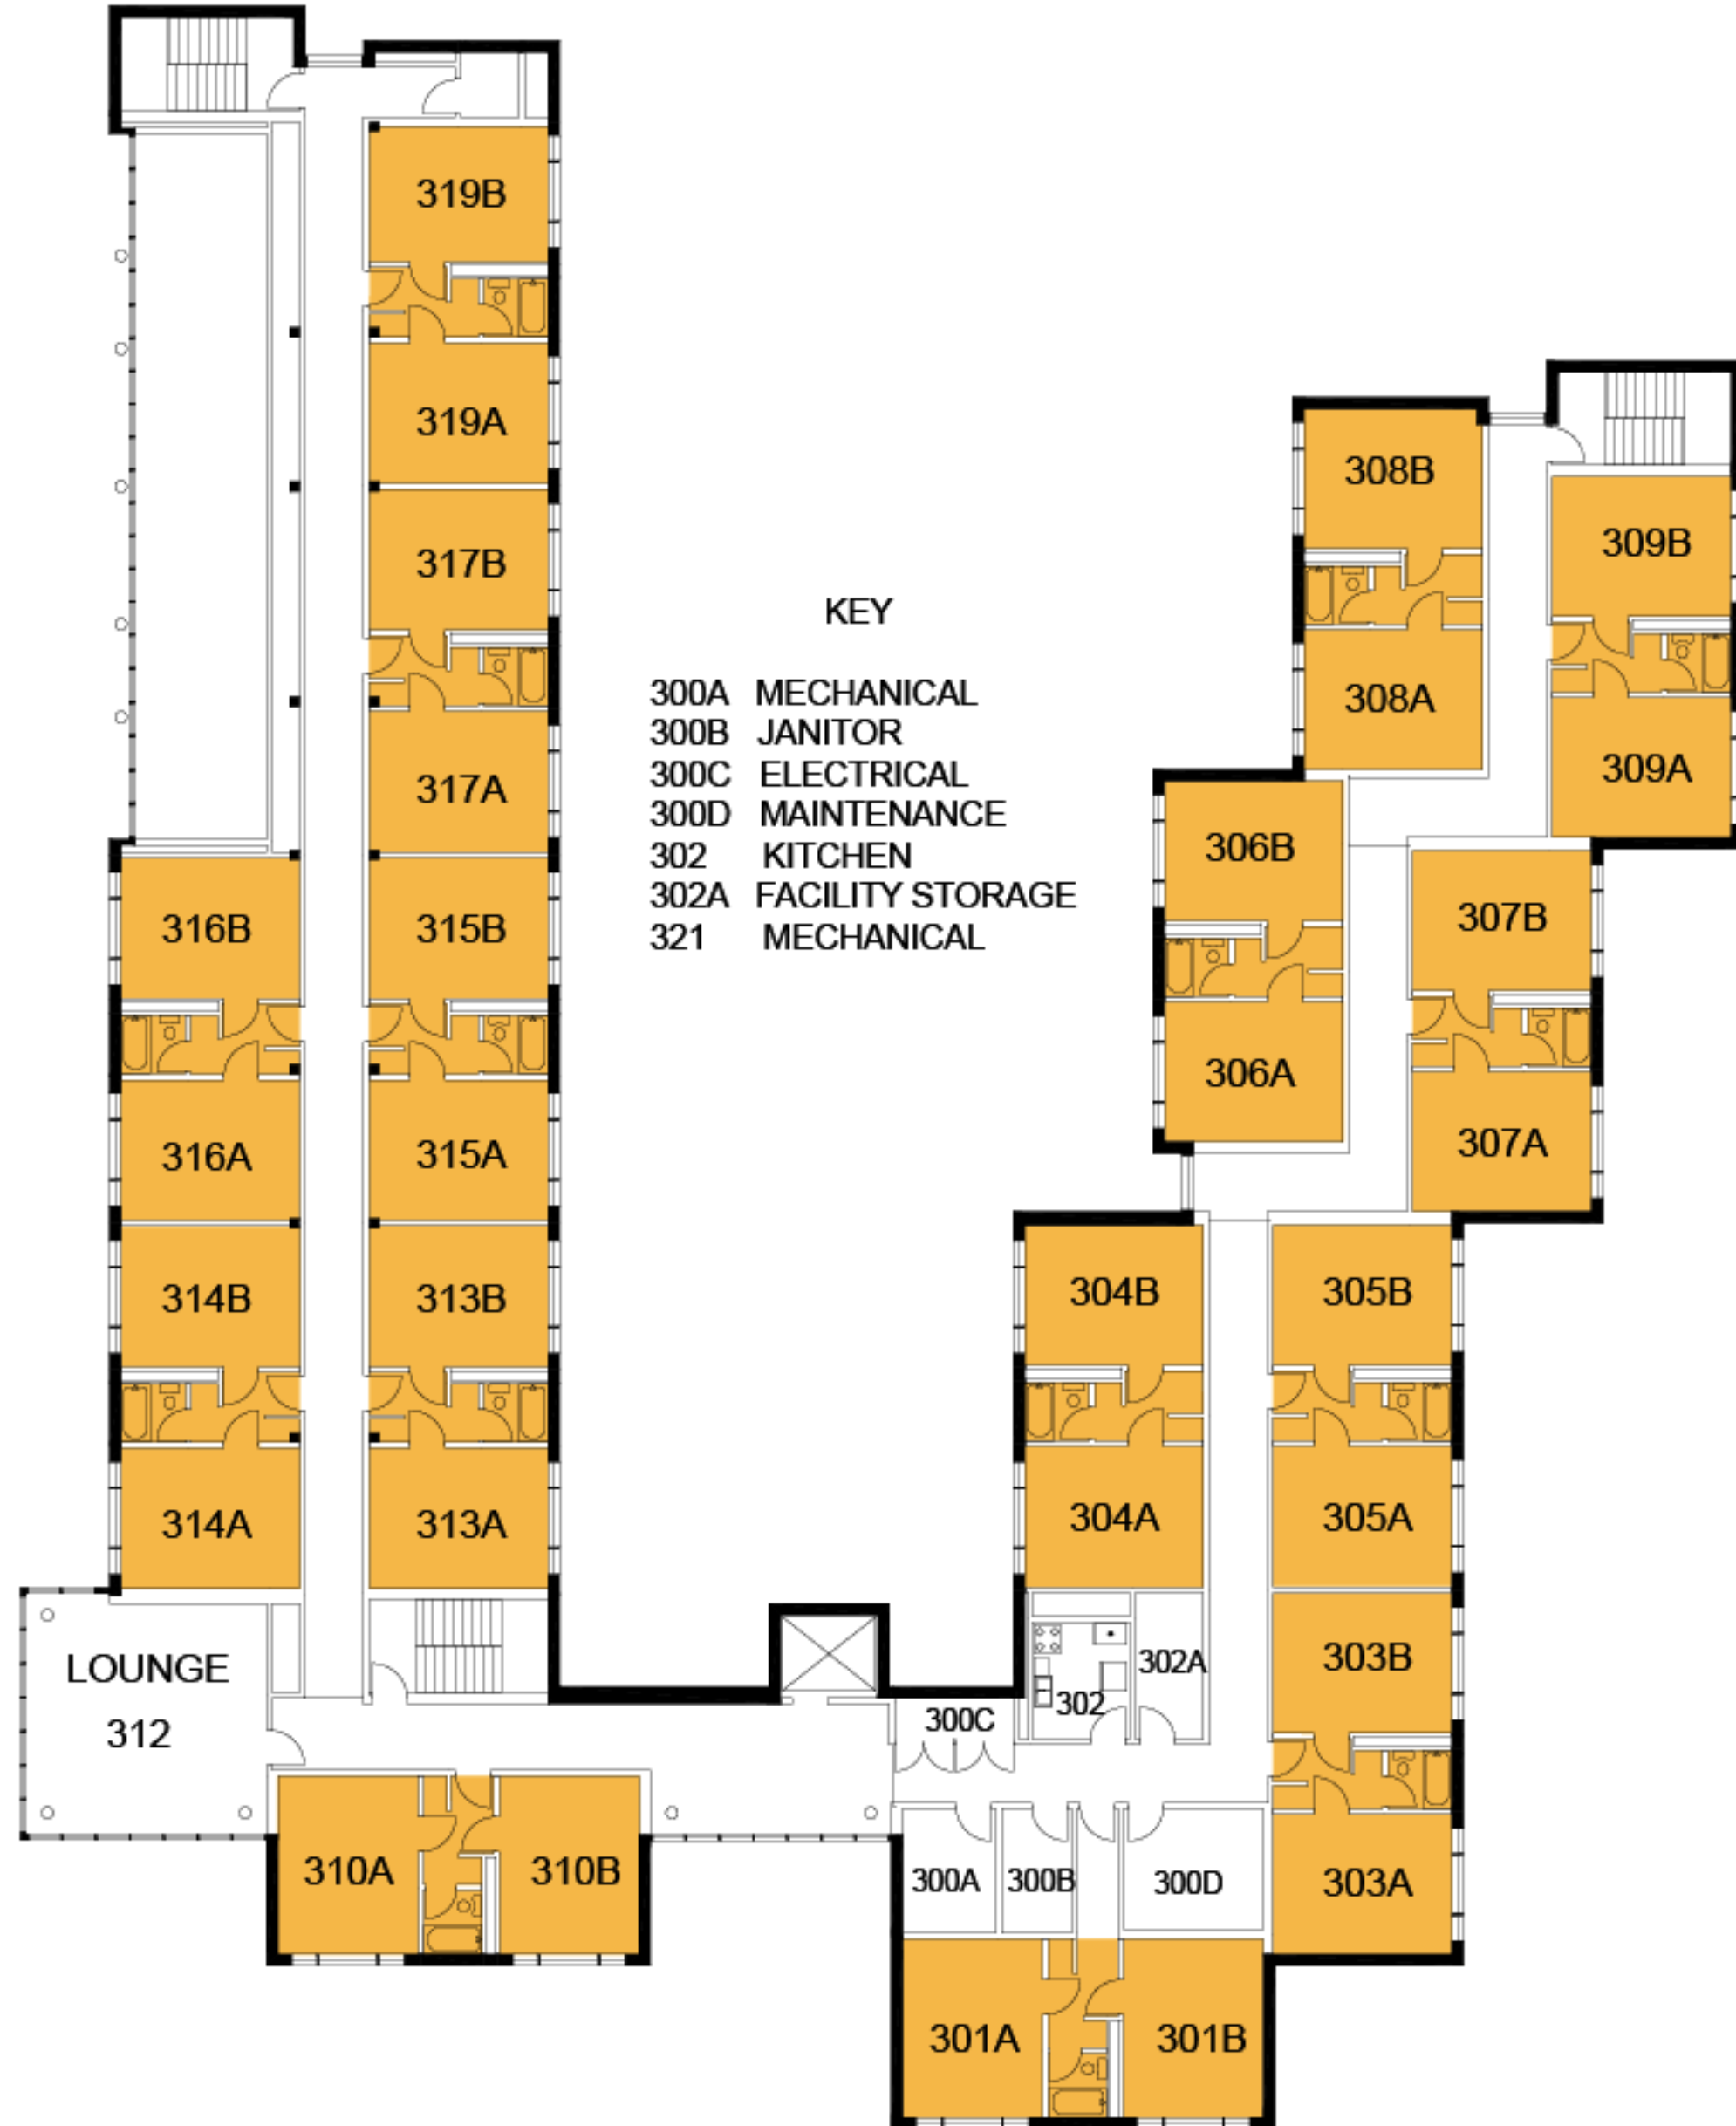 319B
319A
308B
309B
317B
KEY
300A MECHANICAL
308A
300B JANITOR
309A
300C ELECTRICAL
317A
300D MAINTENANCE
306B
302 KITCHEN
302A FACILITY STORAGE
307B
316B
315B
321 MECHANICAL
306A
307A
316A
315A
304B
305B
314B
313B
304A
305A
314A
313A
LOUNGE
302A
303B
312
302
300C
310A
310B
300A
300B
300D
303A
301A
301B